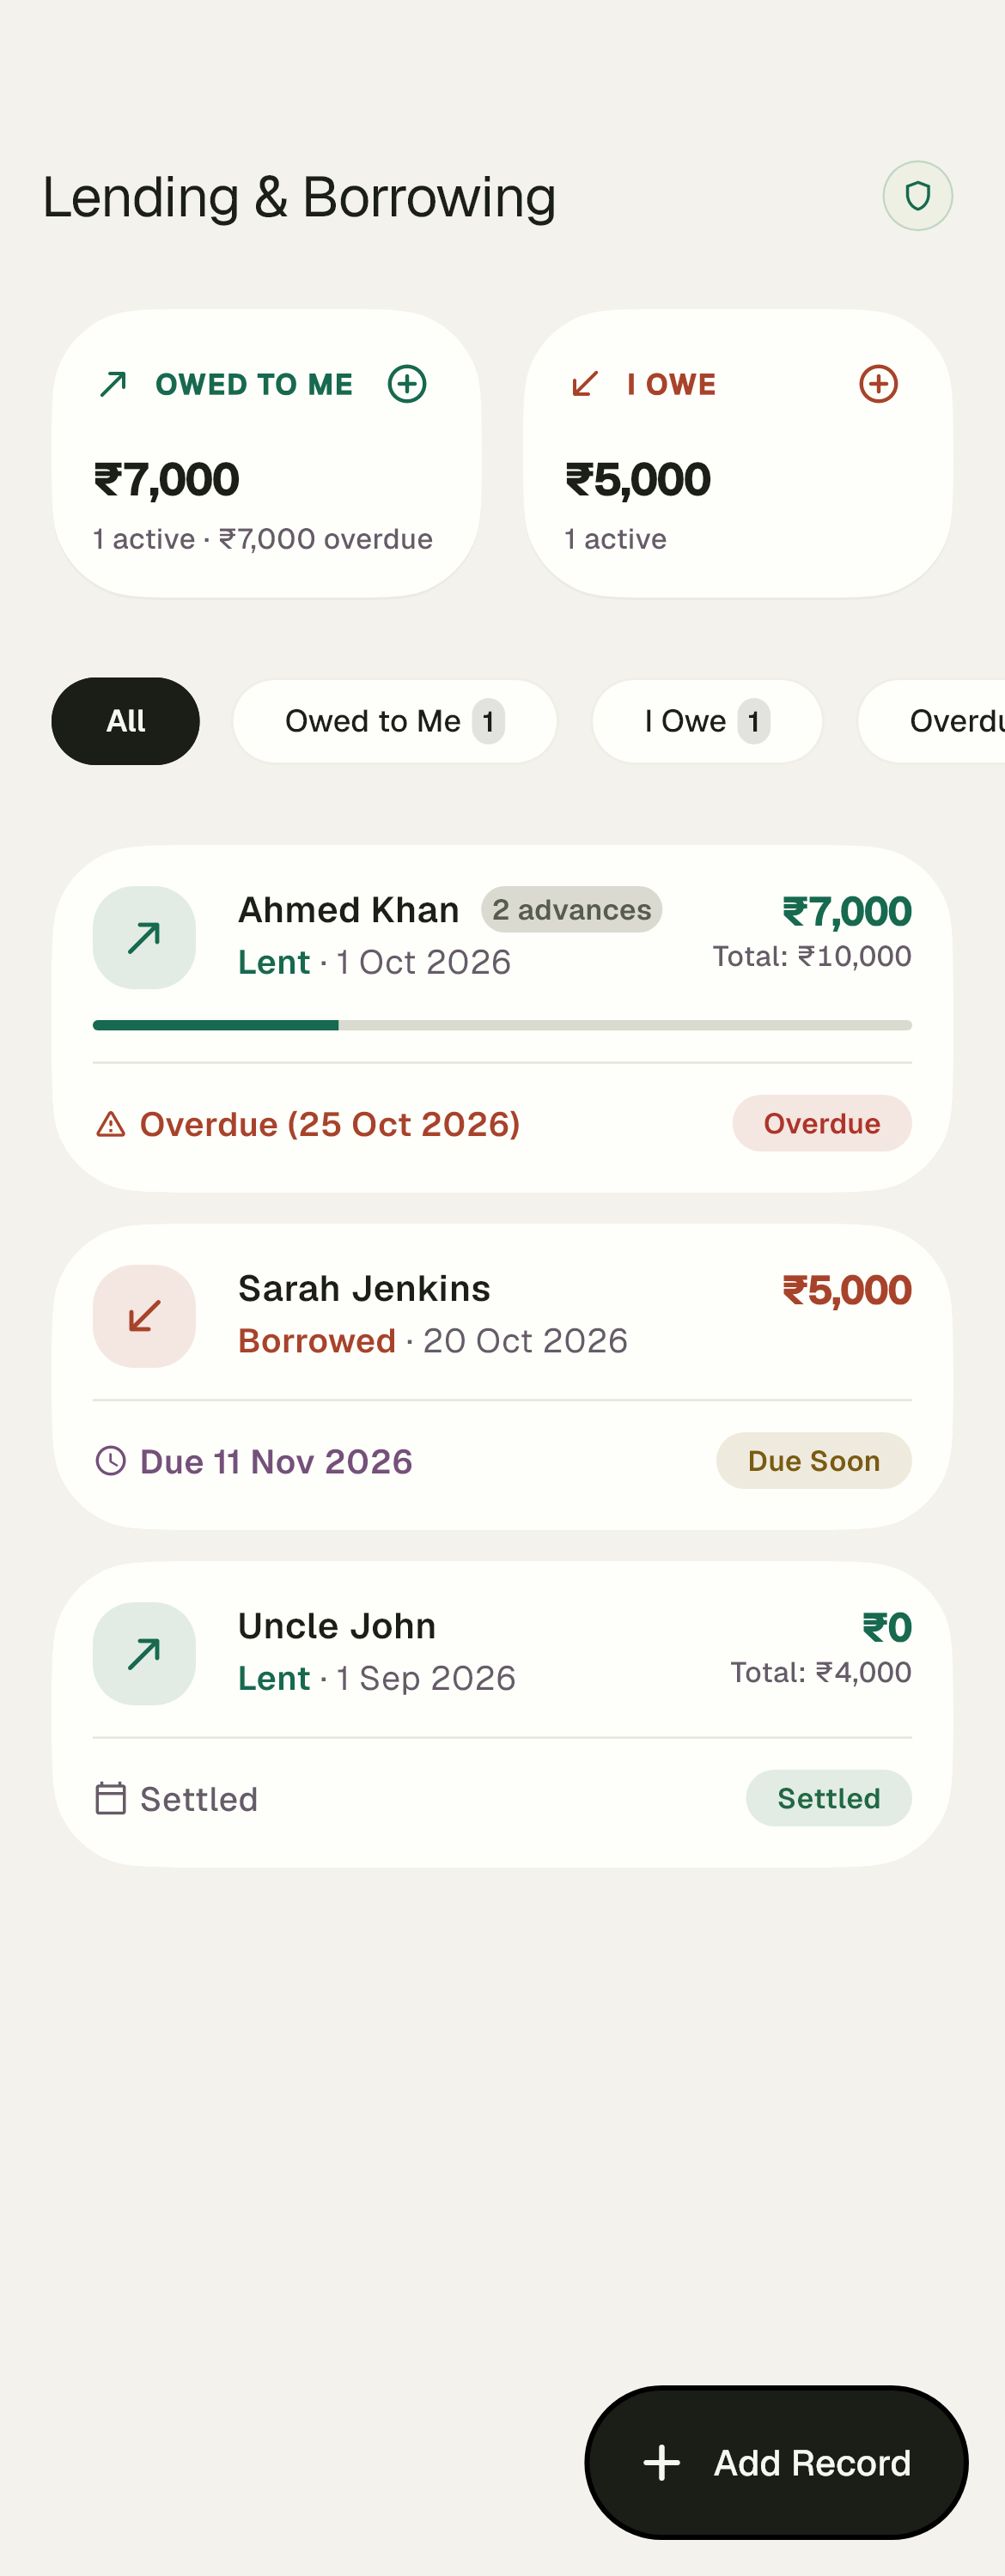 Lending & Borrowing
OWED TO ME
₹7,000
1 active · ₹7,000 overdue
I OWE
₹5,000
1 active
All
Owed to Me 1
I Owe 1
Overdu
Ahmed Khan 2 advances ₹7,000
Lent · 1 Oct 2026 Total: ₹10,000
Overdue (25 Oct 2026) Overdue
Sarah Jenkins ₹5,000
Borrowed · 20 Oct 2026
Due 11 Nov 2026 Due Soon
Uncle John ₹0
Lent · 1 Sep 2026 Total: ₹4,000
Settled Settled
Add Record